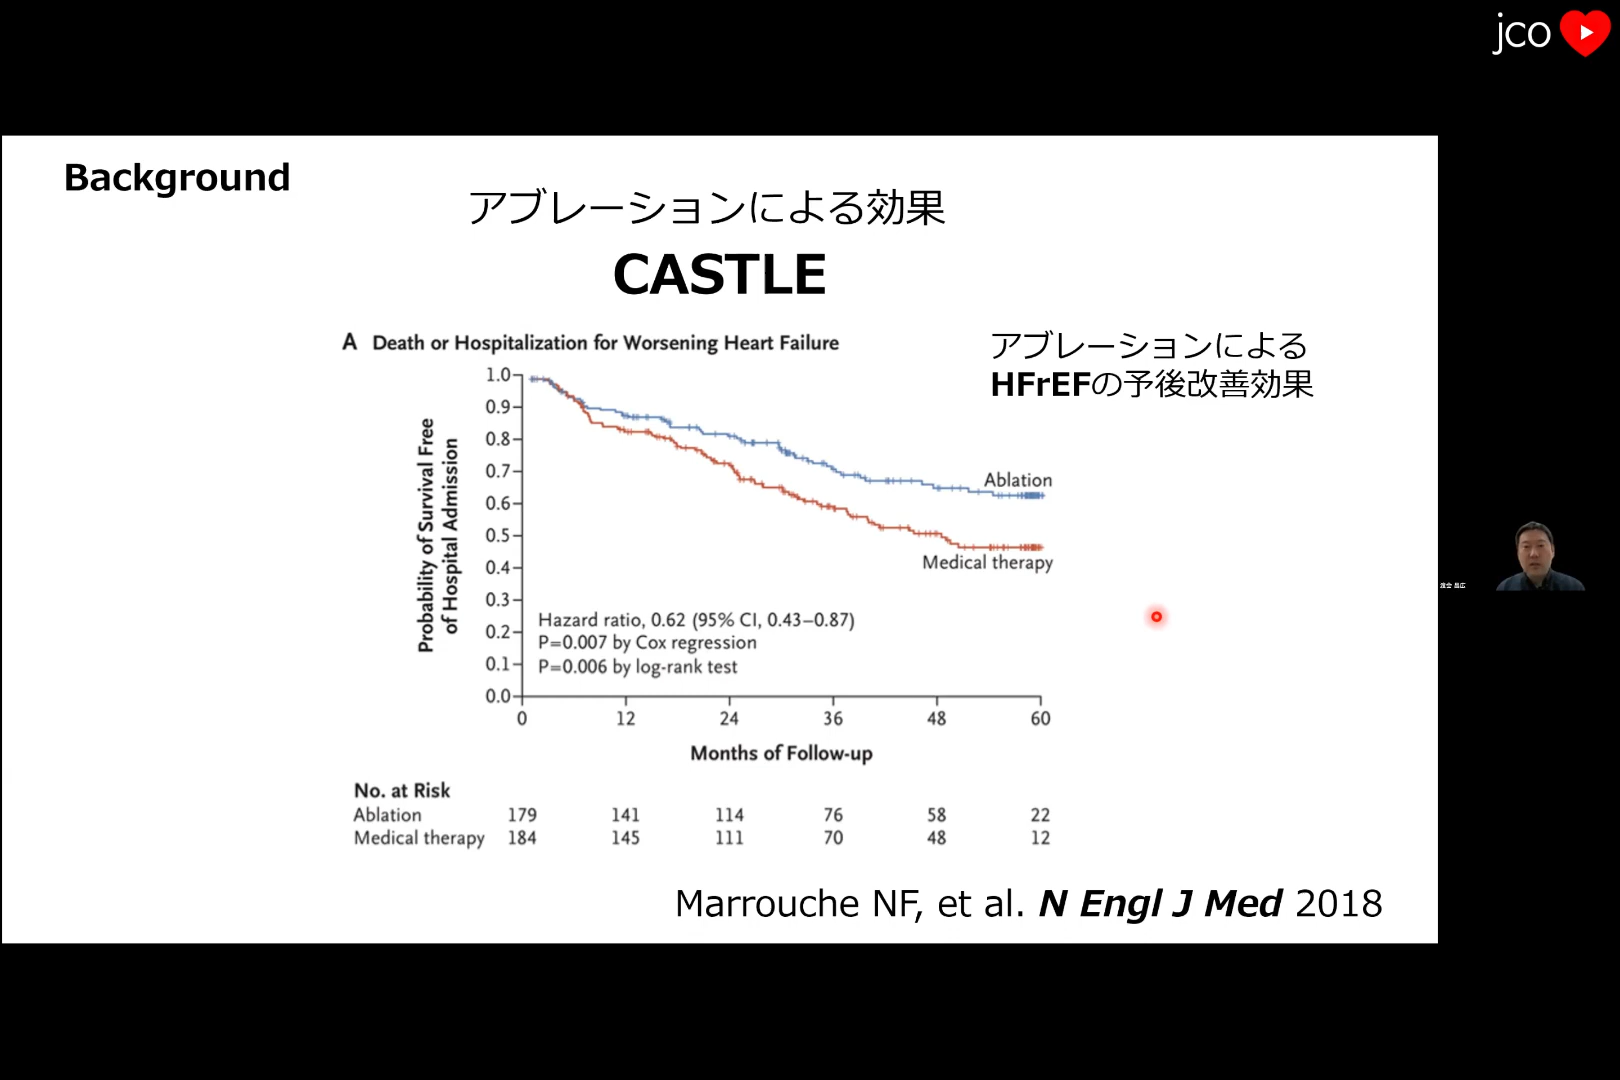 jco
Background
アブレーションによる効果
CASTLE
A Death or Hospitalization for Worsening Heart Failure
アブレーションによる
HFrEFの予後改善効果
Probability of Survival Free
of Hospital Admission
1.0
0.9
0.8
0.7
0.6
0.5
0.4
0.3
0.2
0.1
0.0
Ablation
Medical therapy
Hazard ratio, 0.62 (95% CI, 0.43–0.87)
P=0.007 by Cox regression
P=0.006 by log-rank test
0 12 24 36 48 60
Months of Follow-up
No. at Risk
Ablation 179 141 114 76 58 22
Medical therapy 184 145 111 70 48 12
Marrouche NF, et al. N Engl J Med 2018